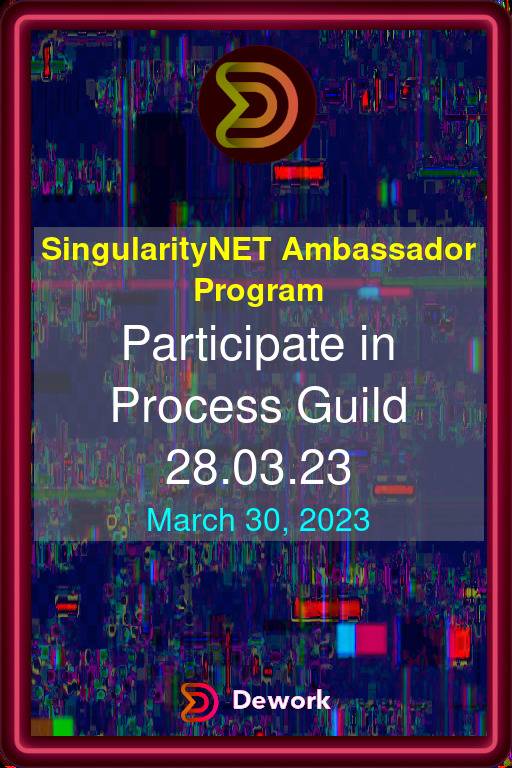 SingularityNET Ambassador
Program
Participate in
Process Guild
28.03.23
March 30, 2023
Dework